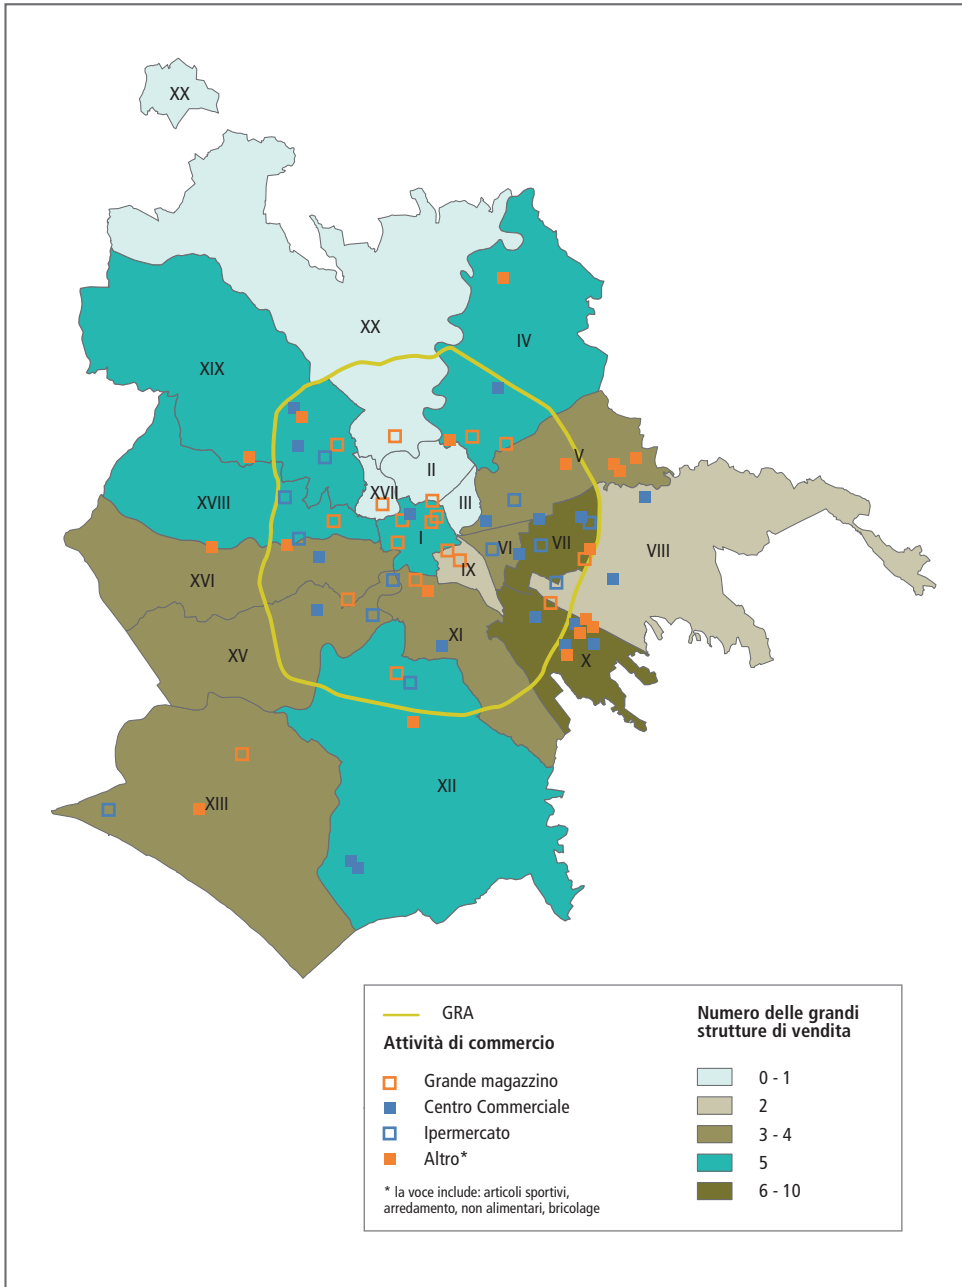 XX
XX
IV
XIX
V
II
XVII
III
XVIII
I
VII
VI
VIII
IX
XVI
XI
XV
X
XII
XIII
GRA
Attività di commercio
Grande magazzino
Centro Commerciale
Ipermercato
Altro*
* la voce include: articoli sportivi,
arredamento, non alimentari, bricolage
Numero delle grandi
strutture di vendita
0 - 1
2
3 - 4
5
6 - 10